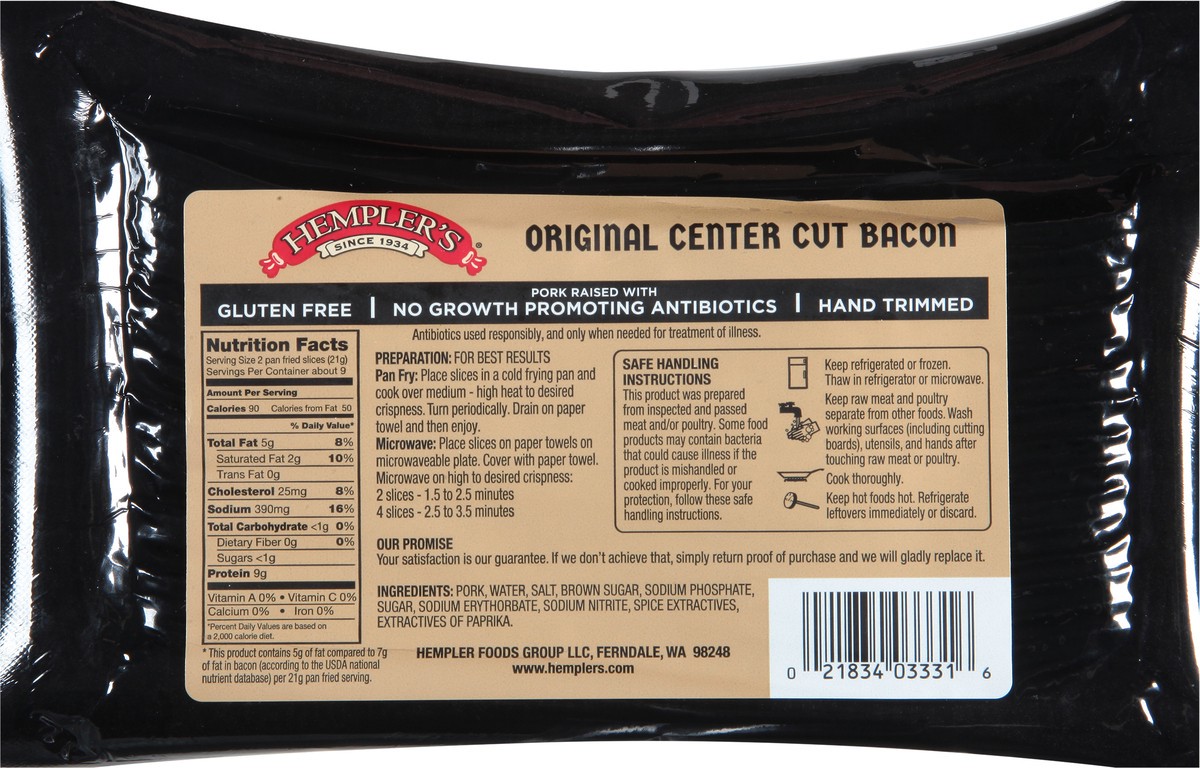 HEMPLER'S®
SINCE 1934
ORIGINAL CENTER CUT BACON
GLUTEN FREE | PORK RAISED WITH
NO GROWTH PROMOTING ANTIBIOTICS | HAND TRIMMED
Antibiotics used responsibly, and only when needed for treatment of illness.
Nutrition Facts
Serving Size 2 pan fried slices (21g)
Servings Per Container about 9
Amount Per Serving
Calories 90 Calories from Fat 50
% Daily Value*
Total Fat 5g 8%
Saturated Fat 2g 10%
Trans Fat 0g
Cholesterol 25mg 8%
Sodium 390mg 16%
Total Carbohydrate <1g 0%
Dietary Fiber 0g 0%
Sugars <1g
Protein 9g
Vitamin A 0% • Vitamin C 0%
Calcium 0% • Iron 0%
*Percent Daily Values are based on
a 2,000 calorie diet.
* This product contains 5g of fat compared to 7g
of fat in bacon (according to the USDA national
nutrient database) per 21g pan fried serving.
PREPARATION: FOR BEST RESULTS
Pan Fry: Place slices in a cold frying pan and
cook over medium - high heat to desired
crispness. Turn periodically. Drain on paper
towel and then enjoy.
Microwave: Place slices on paper towels on
microwaveable plate. Cover with paper towel.
Microwave on high to desired crispness:
2 slices - 1.5 to 2.5 minutes
4 slices - 2.5 to 3.5 minutes
SAFE HANDLING
INSTRUCTIONS
This product was prepared
from inspected and passed
meat and/or poultry. Some food
products may contain bacteria
that could cause illness if the
product is mishandled or
cooked improperly. For your
protection, follow these safe
handling instructions.
Keep refrigerated or frozen.
Thaw in refrigerator or microwave.
Keep raw meat and poultry
separate from other foods. Wash
working surfaces (including cutting
boards), utensils, and hands after
touching raw meat or poultry.
Cook thoroughly.
Keep hot foods hot. Refrigerate
leftovers immediately or discard.
OUR PROMISE
Your satisfaction is our guarantee. If we don't achieve that, simply return proof of purchase and we will gladly replace it.
INGREDIENTS: PORK, WATER, SALT, BROWN SUGAR, SODIUM PHOSPHATE,
SUGAR, SODIUM ERYTHORBATE, SODIUM NITRITE, SPICE EXTRACTIVES,
EXTRACTIVES OF PAPRIKA.
HEMPLER FOODS GROUP LLC, FERNDALE, WA 98248
www.hemplers.com
0 21834 03331 6